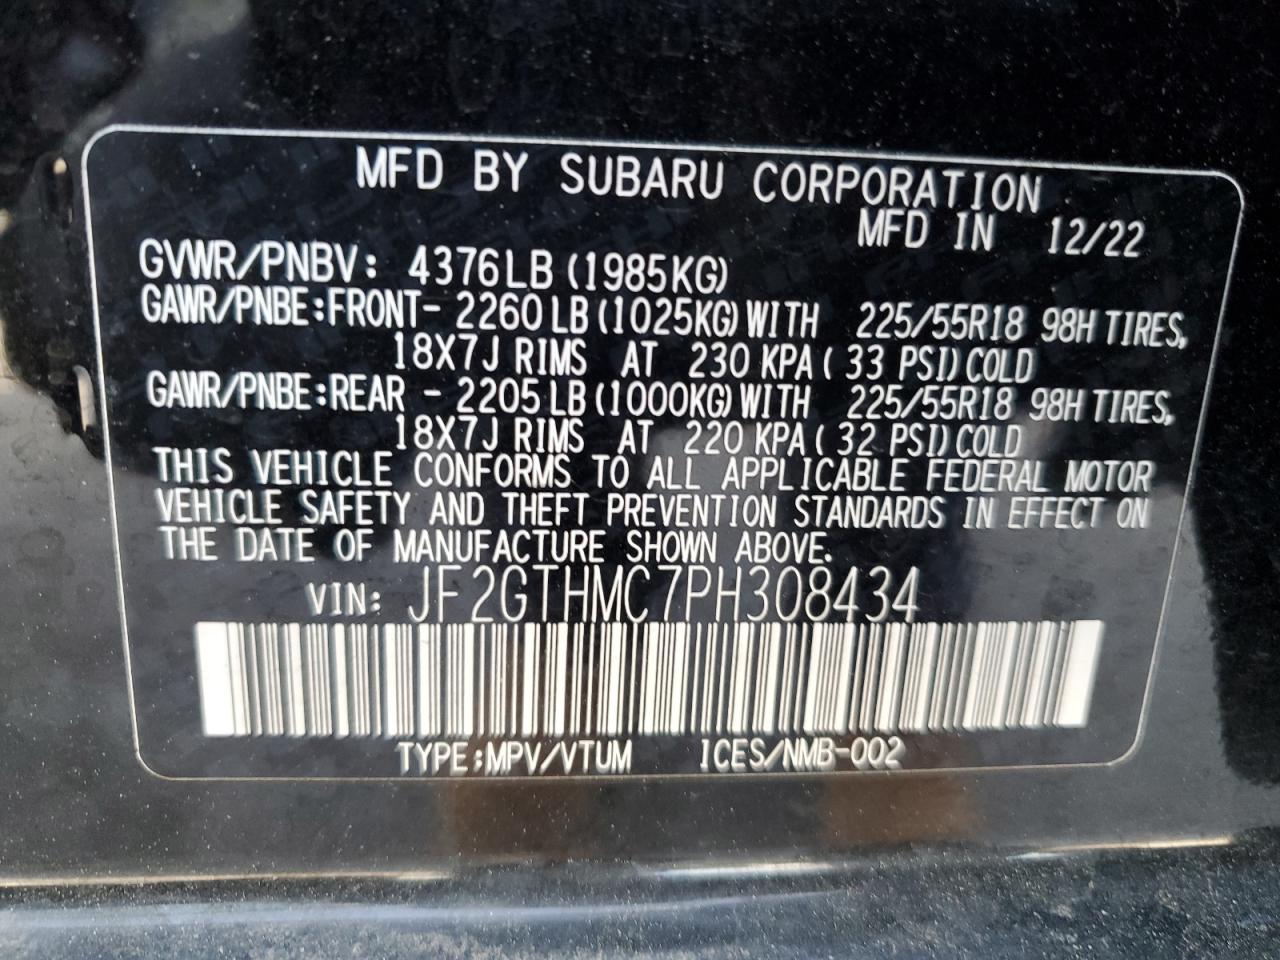 MFD BY SUBARU CORPORATION
MFD IN 12/22
GVWR/PNBV: 4376LB (1985KG)
GAWR/PNBE:FRONT- 2260LB (1025KG) WITH 225/55R18 98H TIRES,
18X7J RIMS AT 230 KPA ( 33 PSI) COLD
GAWR/PNBE:REAR - 2205LB (1000KG) WITH 225/55R18 98H TIRES,
18X7J RIMS AT 220 KPA ( 32 PSI) COLD
THIS VEHICLE CONFORMS TO ALL APPLICABLE FEDERAL MOTOR
VEHICLE SAFETY AND THEFT PREVENTION STANDARDS IN EFFECT ON
THE DATE OF MANUFACTURE SHOWN ABOVE.
VIN: JF2GTHMC7PH308434
TYPE:MPV/VTUM ICES/NMB-002